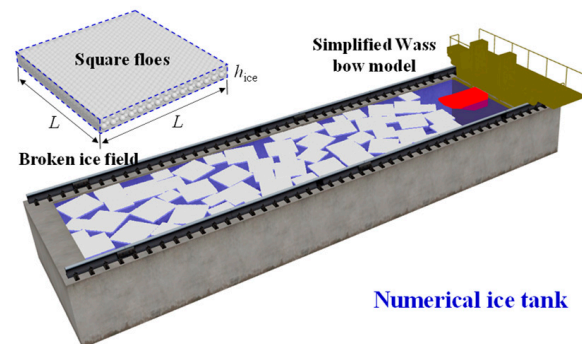 Square floes
h_ice
L
L
Broken ice field
Simplified Wass
bow model
Numerical ice tank